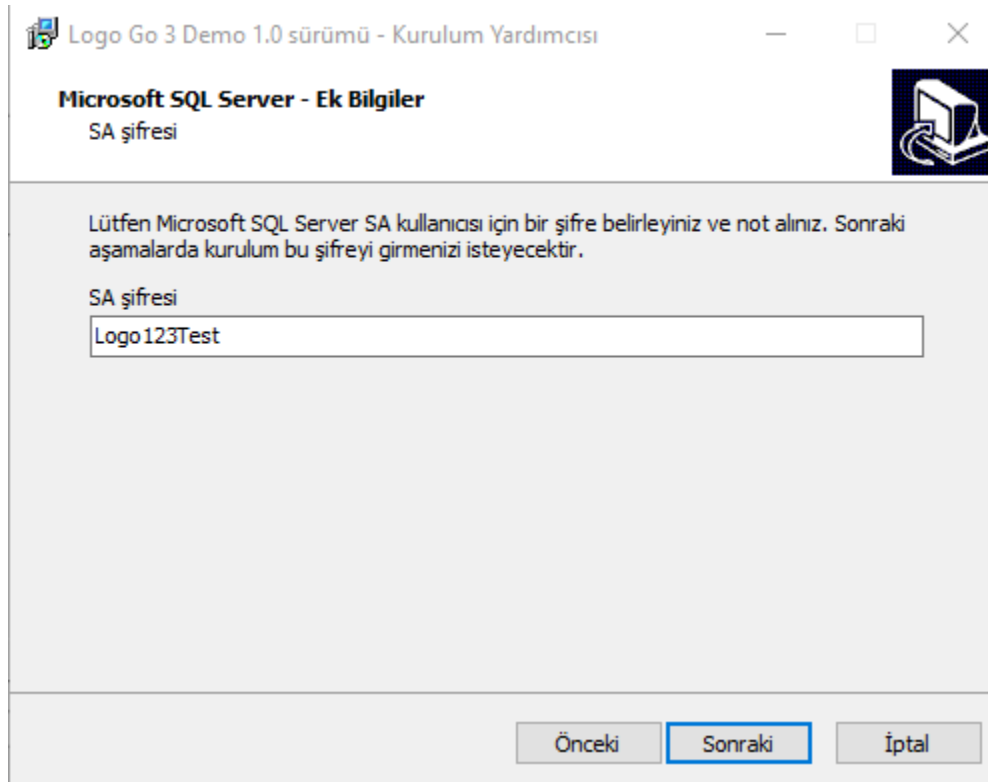 Logo Go 3 Demo 1.0 sürümü - Kurulum Yardımcısı
Microsoft SQL Server - Ek Bilgiler
SA şifresi
Lütfen Microsoft SQL Server SA kullanıcısı için bir şifre belirleyiniz ve not alınız. Sonraki
aşamalarda kurulum bu şifreyi girmenizi isteyecektir.
SA şifresi
Logo123Test
Önceki Sonraki İptal